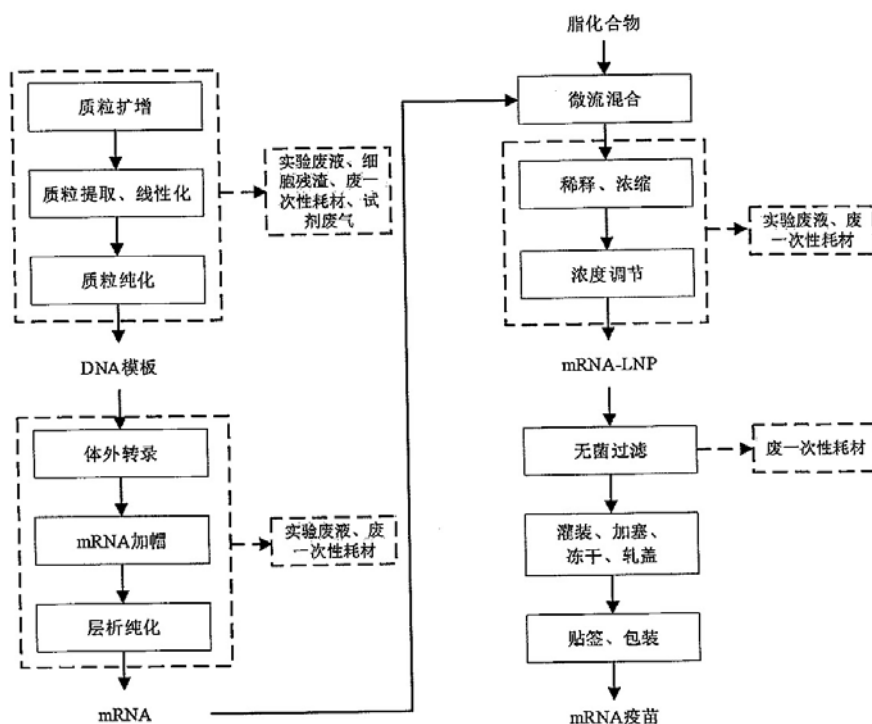 质粒扩增
质粒提取、线性化
质粒纯化
实验废液、细
胞残渣、废一
次性耗材、试
剂废气
DNA模板
体外转录
mRNA加帽
层析纯化
实验废液、废
一次性耗材
mRNA
脂化合物
微流混合
稀释、浓缩
浓度调节
实验废液、废
一次性耗材
mRNA-LNP
无菌过滤
废一次性耗材
灌装、加塞、
冻干、轧盖
贴签、包装
mRNA疫苗